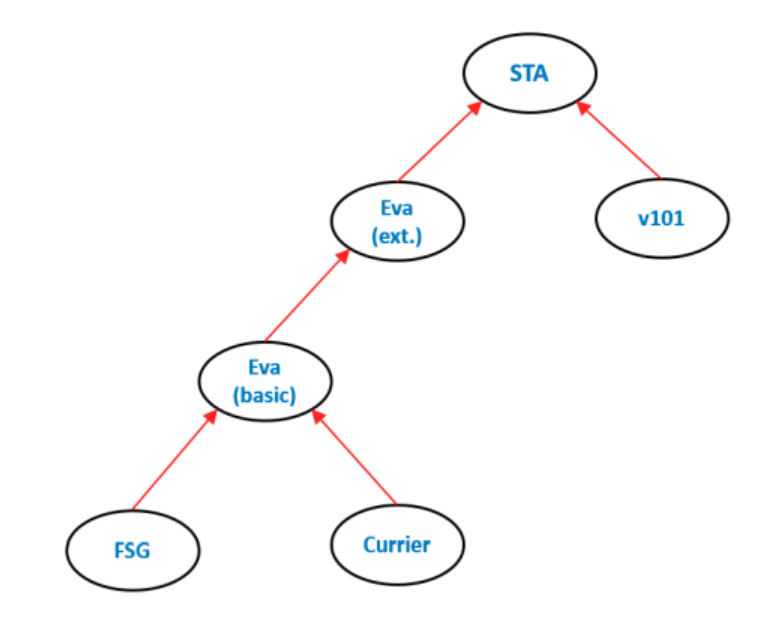 STA
Eva
(ext.)
v101
Eva
(basic)
FSG
Currier